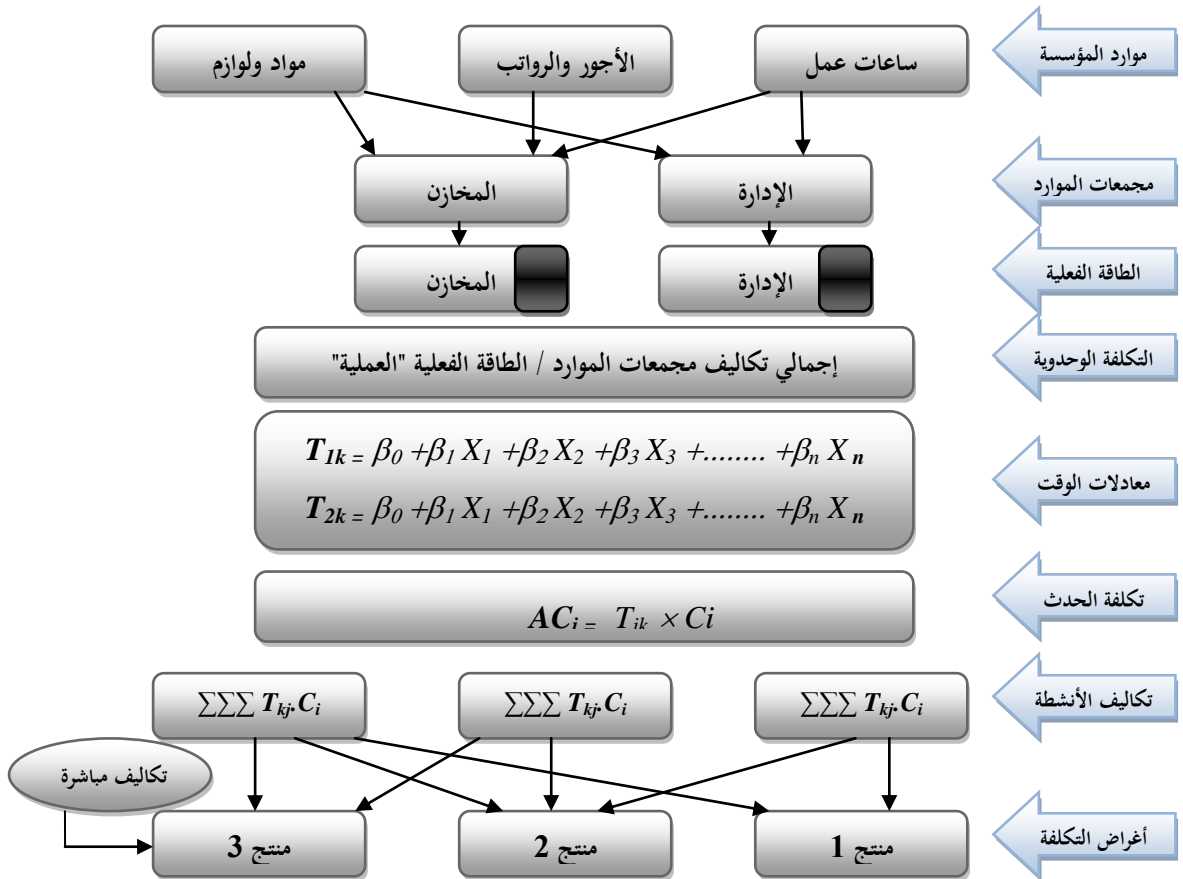 موارد المؤسسة
ساعات عمل
الأجور والرواتب
مواد ولوازم
مجمعات الموارد
الإدارة
المخازن
الطاقة الفعلية
الإدارة
المخازن
التكلفة الوحدوية
إجمالي تكاليف مجمعات الموارد / الطاقة الفعلية "العملية"
معادلات الوقت
T1k = β0 +β1 X1 +β2 X2 +β3 X3 +........ +βn Xn
T2k = β0 +β1 X1 +β2 X2 +β3 X3 +........ +βn Xn
تكلفة الحدث
ACi = Tik × Ci
تكاليف الأنشطة
∑∑∑ Tkj.Ci
∑∑∑ Tkj.Ci
∑∑∑ Tkj.Ci
تكاليف مباشرة
أغراض التكلفة
منتج 1
منتج 2
منتج 3